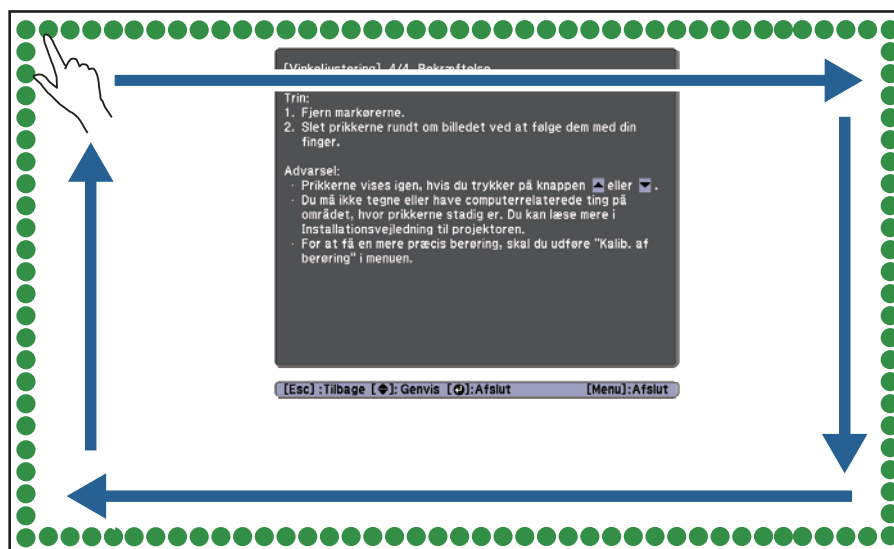 [Vinkeljustering] 4/4 Bekræftelse
Trin:
1. Fjern markørerne.
2. Slet prikkerne rundt om billedet ved at følge dem med din
finger.
Advarsel:
· Prikkerne vises igen, hvis du trykker på knappen ▲ eller ▼ .
· Du må ikke tegne eller have computerrelaterede ting på
området, hvor prikkerne stadig er. Du kan læse mere i
Installationsvejledning til projektoren.
· For at få en mere præcis berøring, skal du udføre "Kalib. af
berøring" i menuen.
[Esc] :Tilbage [◆]: Genvis [⏎]:Afslut [Menu]:Afslut